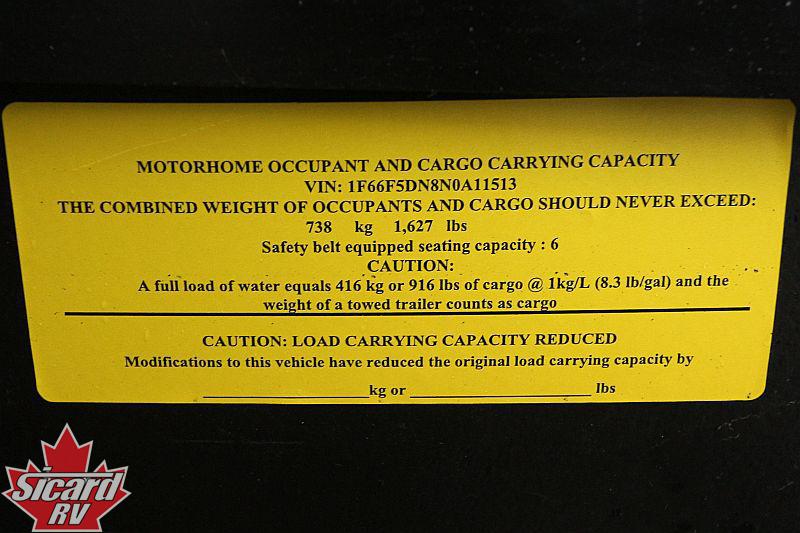 MOTORHOME OCCUPANT AND CARGO CARRYING CAPACITY
VIN: 1F66F5DN8N0A11513
THE COMBINED WEIGHT OF OCCUPANTS AND CARGO SHOULD NEVER EXCEED:
738 kg 1,627 lbs
Safety belt equipped seating capacity : 6
CAUTION:
A full load of water equals 416 kg or 916 lbs of cargo @ 1kg/L (8.3 lb/gal) and the
weight of a towed trailer counts as cargo
CAUTION: LOAD CARRYING CAPACITY REDUCED
Modifications to this vehicle have reduced the original load carrying capacity by
____________________kg or ______________________ lbs
Sicard
RV